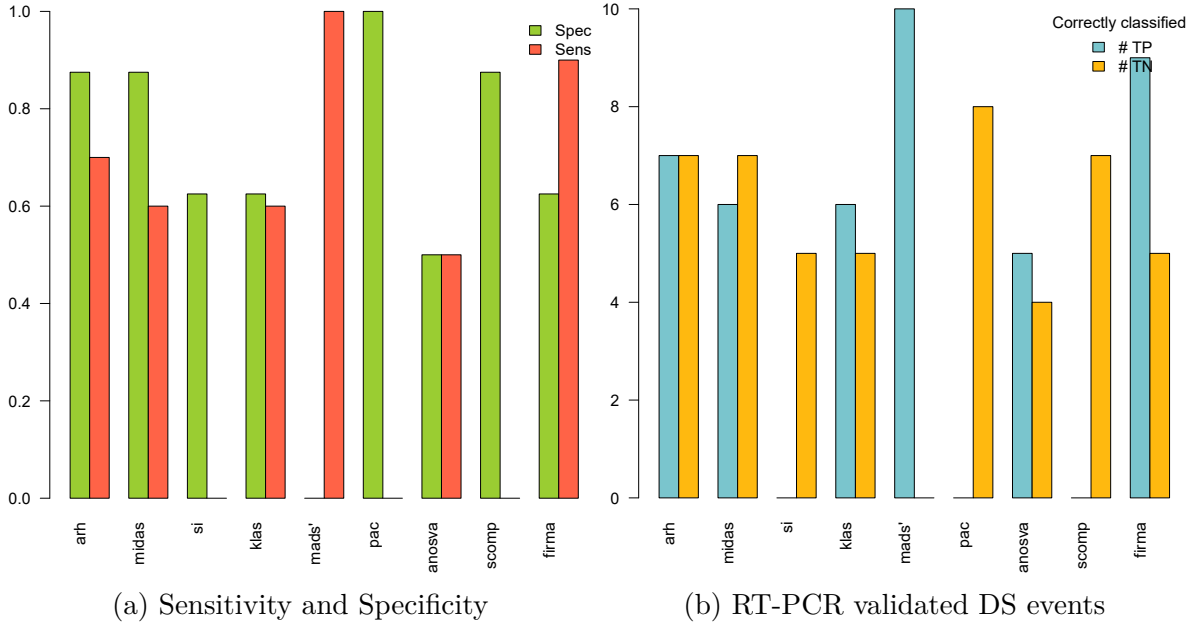 1.0
0.8
0.6
0.4
0.2
0.0
Spec
Sens
arh
midas
si
klas
mads'
pac
anosva
scomp
firma
(a) Sensitivity and Specificity
10
8
6
4
2
0
Correctly classified
# TP
# TN
arh
midas
si
klas
mads'
pac
anosva
scomp
firma
(b) RT-PCR validated DS events